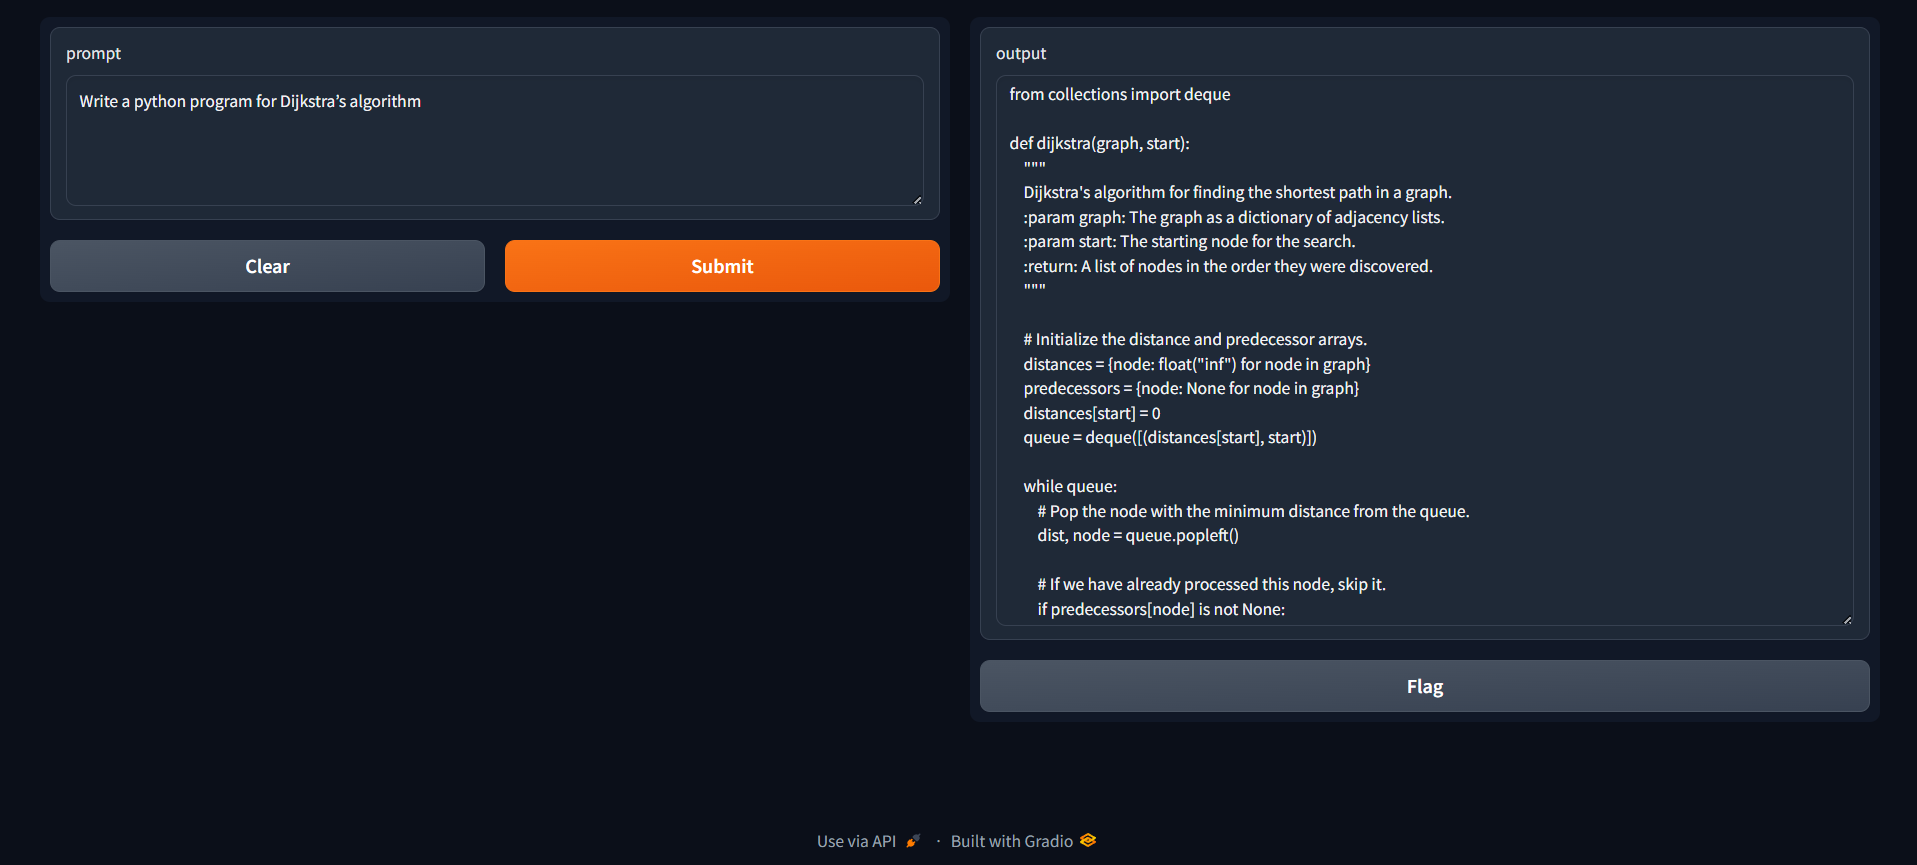 prompt
Write a python program for Dijkstra’s algorithm
Clear
Submit
output
from collections import deque

def dijkstra(graph, start):
    """
    Dijkstra's algorithm for finding the shortest path in a graph.
    :param graph: The graph as a dictionary of adjacency lists.
    :param start: The starting node for the search.
    :return: A list of nodes in the order they were discovered.
    """

    # Initialize the distance and predecessor arrays.
    distances = {node: float("inf") for node in graph}
    predecessors = {node: None for node in graph}
    distances[start] = 0
    queue = deque([(distances[start], start)])

    while queue:
        # Pop the node with the minimum distance from the queue.
        dist, node = queue.popleft()

        # If we have already processed this node, skip it.
        if predecessors[node] is not None:
Flag
Use via API · Built with Gradio